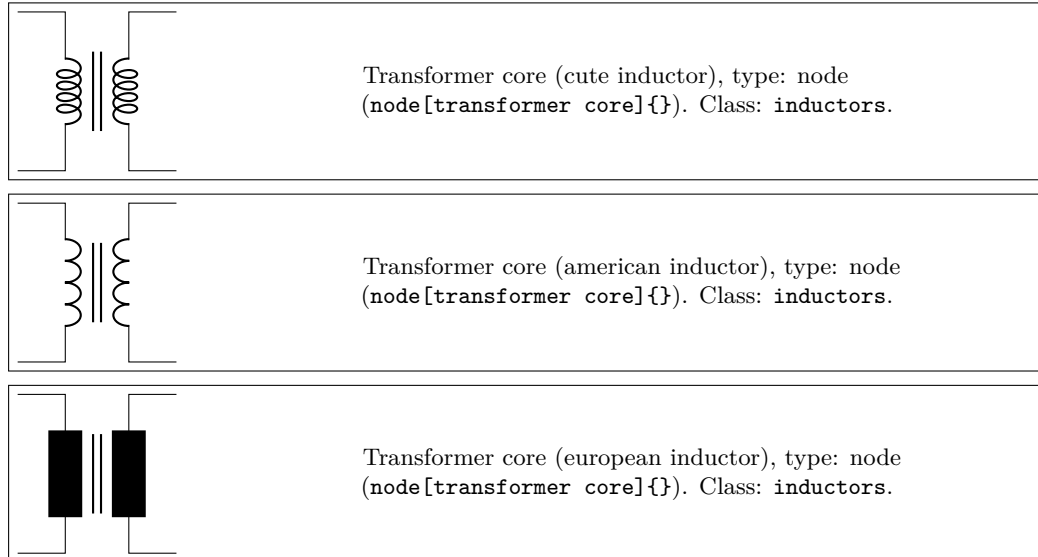 Transformer core (cute inductor), type: node
(node[transformer core]{}). Class: inductors.
Transformer core (american inductor), type: node
(node[transformer core]{}). Class: inductors.
Transformer core (european inductor), type: node
(node[transformer core]{}). Class: inductors.